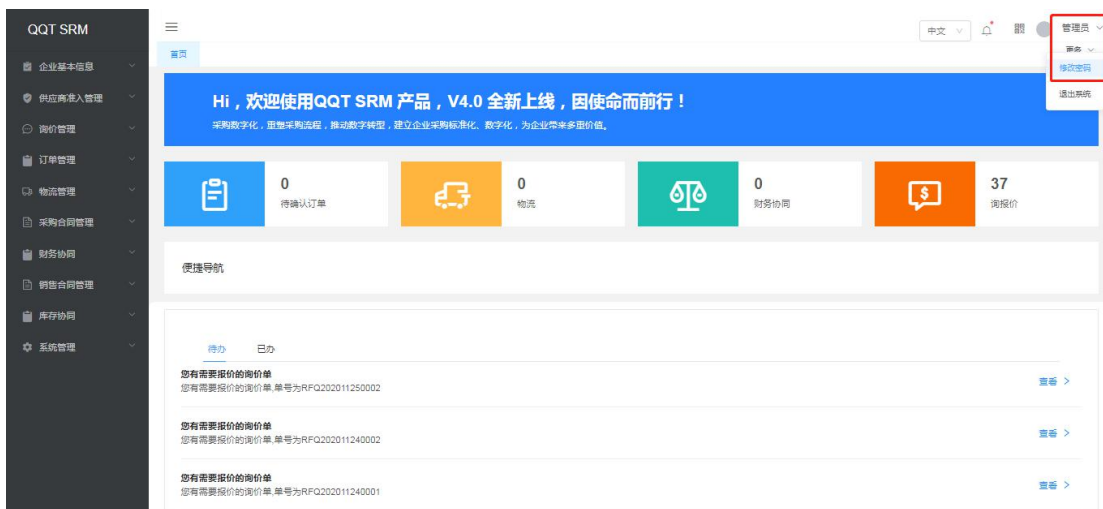 QQT SRM
中文
管理员
首页
更多
修改密码
退出系统
企业基本信息
供应商准入管理
询价管理
订单管理
物流管理
采购合同管理
财务协同
销售合同管理
库存协同
系统管理
Hi，欢迎使用QQT SRM 产品，V4.0 全新上线，因使命而前行！
采购数字化，重塑采购流程，推动数字转型，建立企业采购标准化、数字化，为企业带来多重价值。
0
待确认订单
0
物流
0
财务协同
37
询报价
便捷导航
待办 已办
您有需要报价的询价单
您有需要报价的询价单,单号为RFQ202011250002
查看 >
您有需要报价的询价单
您有需要报价的询价单,单号为RFQ202011240002
查看 >
您有需要报价的询价单
您有需要报价的询价单,单号为RFQ202011240001
查看 >